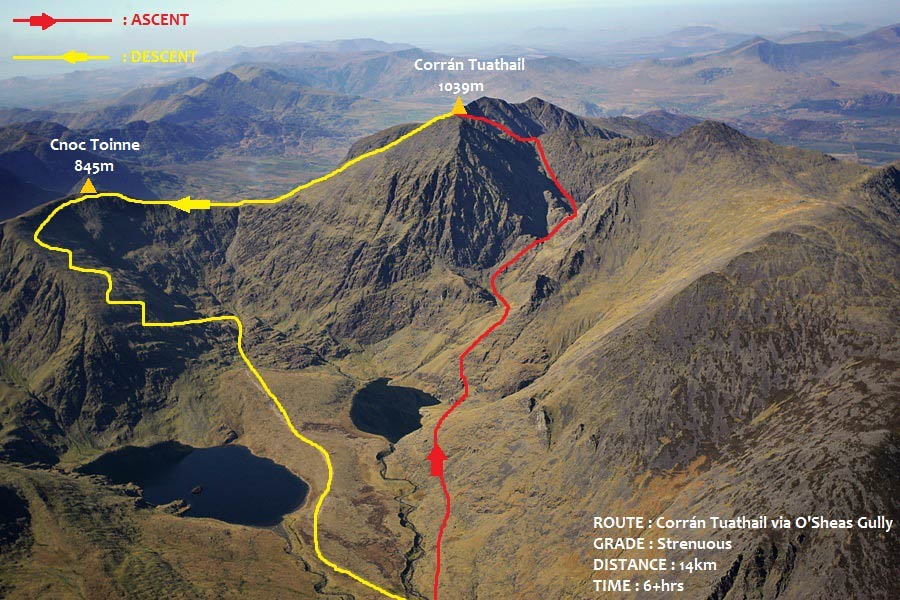 : ASCENT
: DESCENT
Corrán Tuathail
1039m
Cnoc Toinne
845m
ROUTE : Corrán Tuathail via O'Sheas Gully
GRADE : Strenuous
DISTANCE : 14km
TIME : 6+hrs